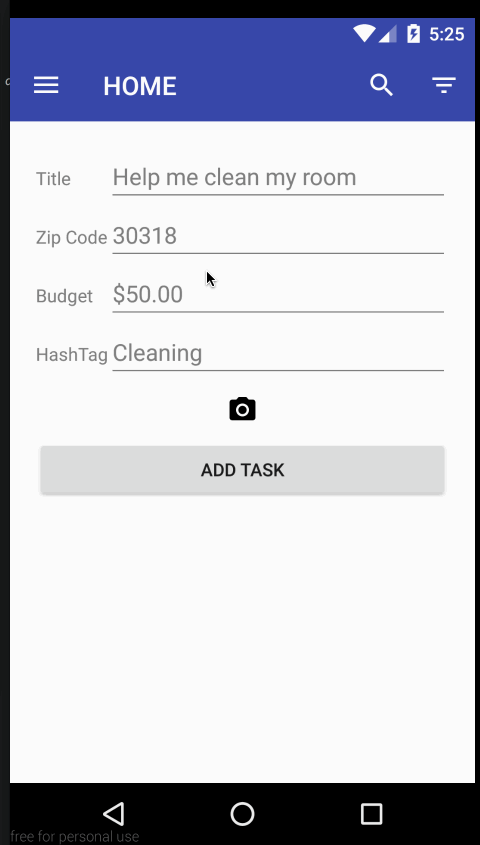 5:25
HOME
Title Help me clean my room
Zip Code 30318
Budget $50.00
HashTag Cleaning
ADD TASK
free for personal use